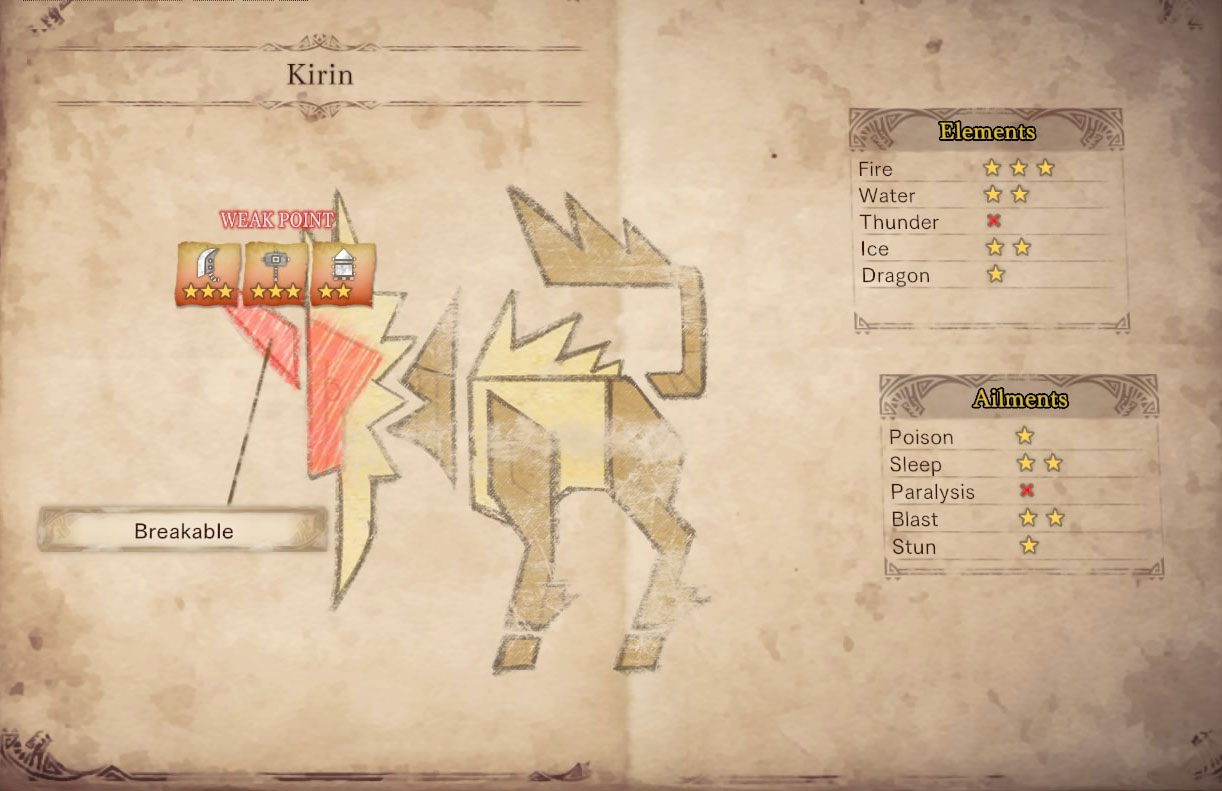 Kirin
WEAK POINT
Breakable
Elements
Fire
Water
Thunder
Ice
Dragon
Ailments
Poison
Sleep
Paralysis
Blast
Stun